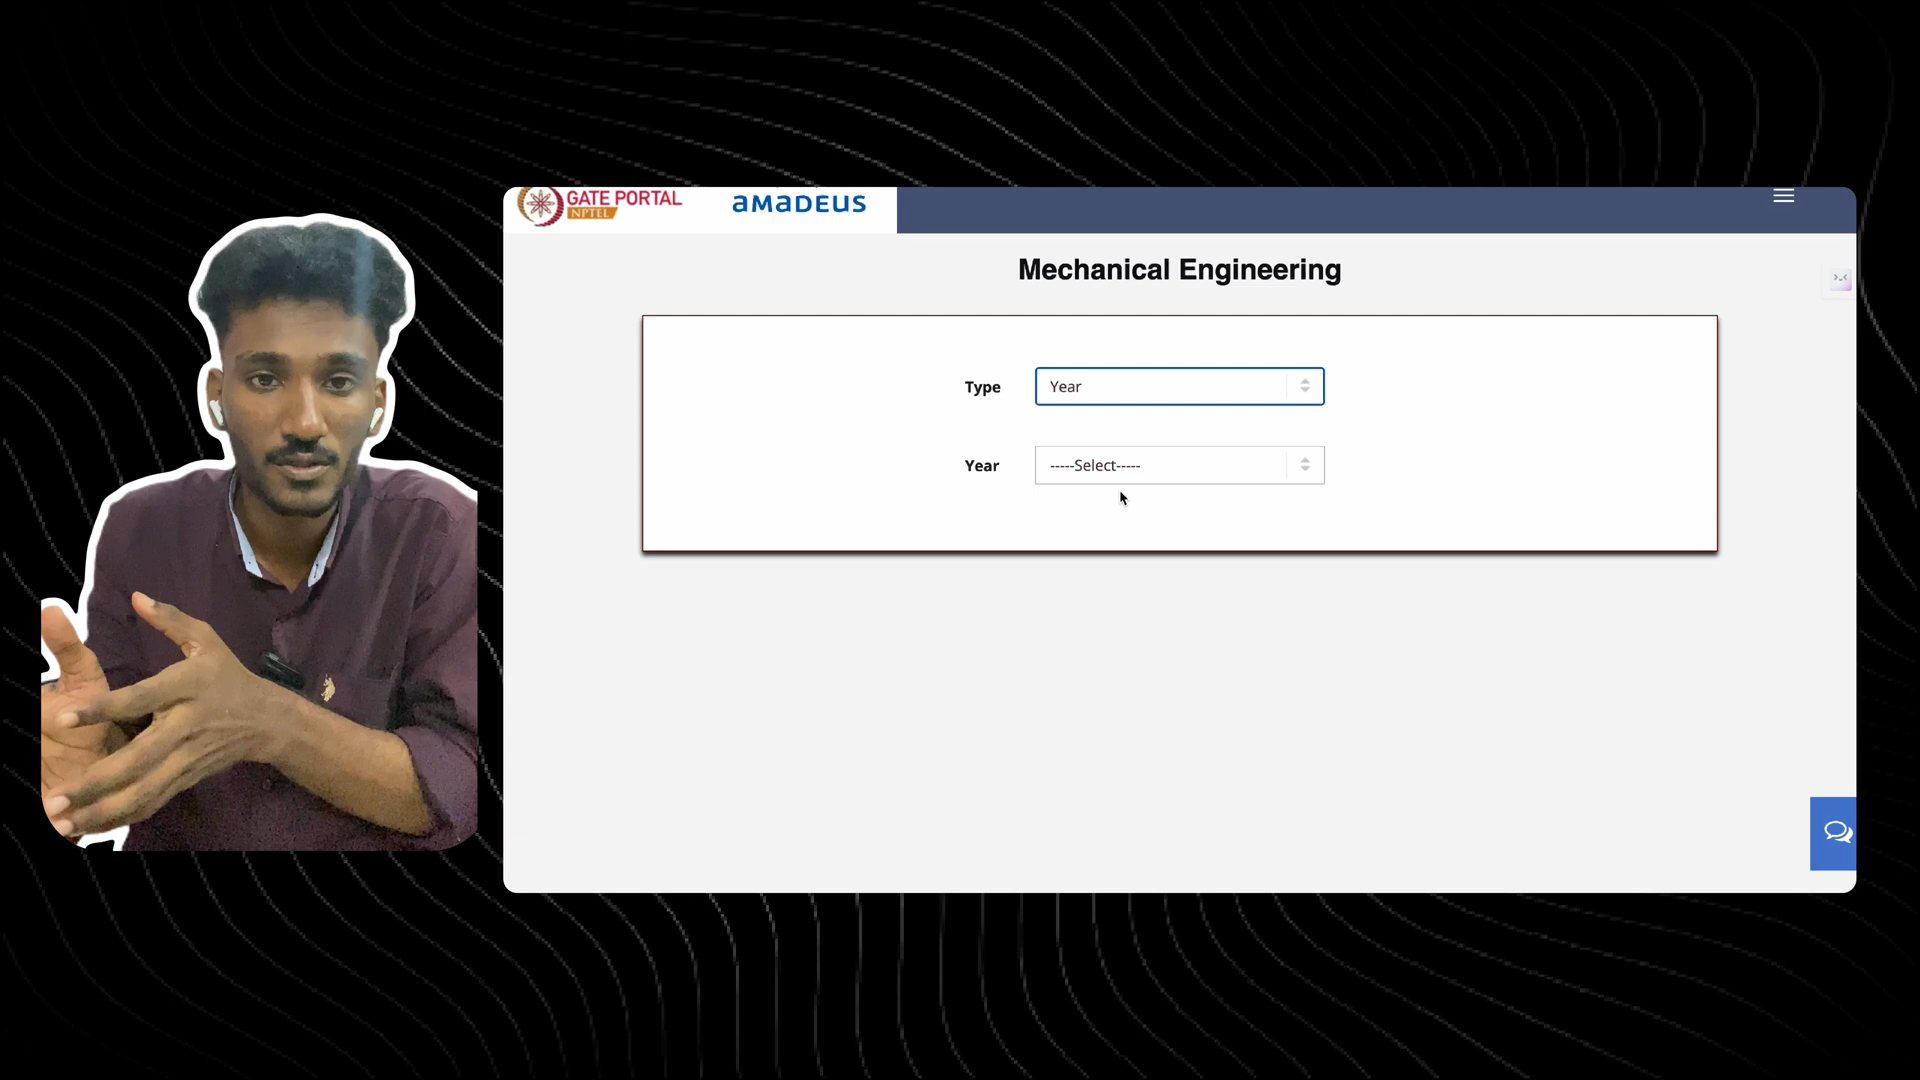 GATE PORTAL
NPTEL
amadeus
Mechanical Engineering
Type
Year
Year
-----Select-----